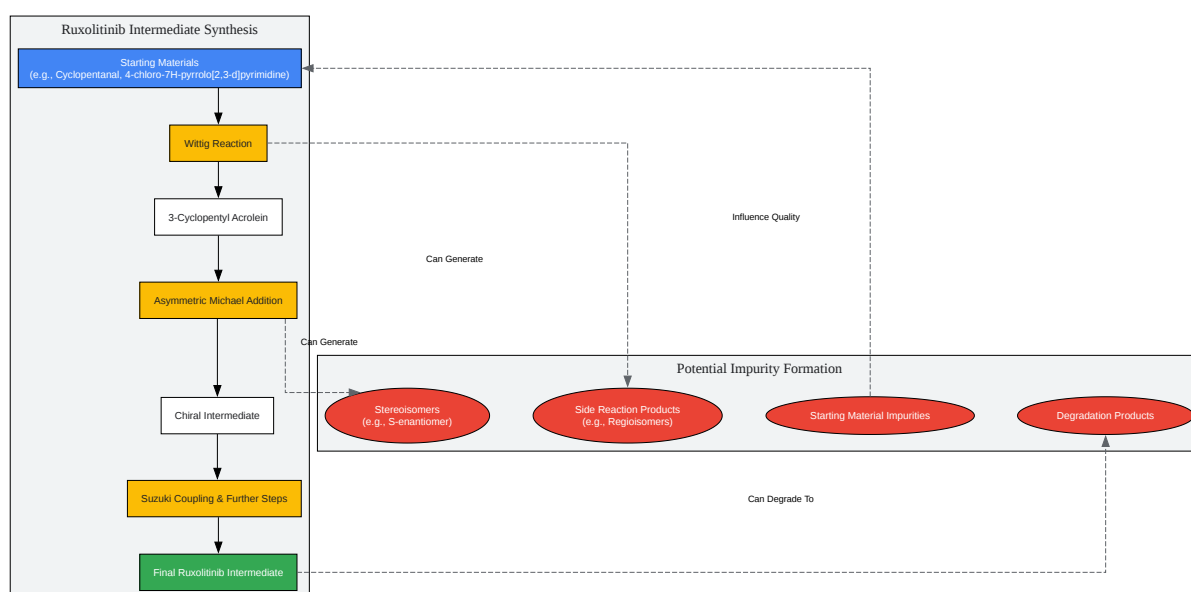 Ruxolitinib Intermediate Synthesis
Starting Materials
(e.g., Cyclopentanal, 4-chloro-7H-pyrrolo[2,3-d]pyrimidine)
Wittig Reaction
3-Cyclopentyl Acrolein
Influence Quality
Can Generate
Asymmetric Michael Addition
Can Generate
Potential Impurity Formation
Chiral Intermediate
Stereoisomers
(e.g., S-enantiomer)
Side Reaction Products
(e.g., Regioisomers)
Starting Material Impurities
Degradation Products
Suzuki Coupling & Further Steps
Can Degrade To
Final Ruxolitinib Intermediate